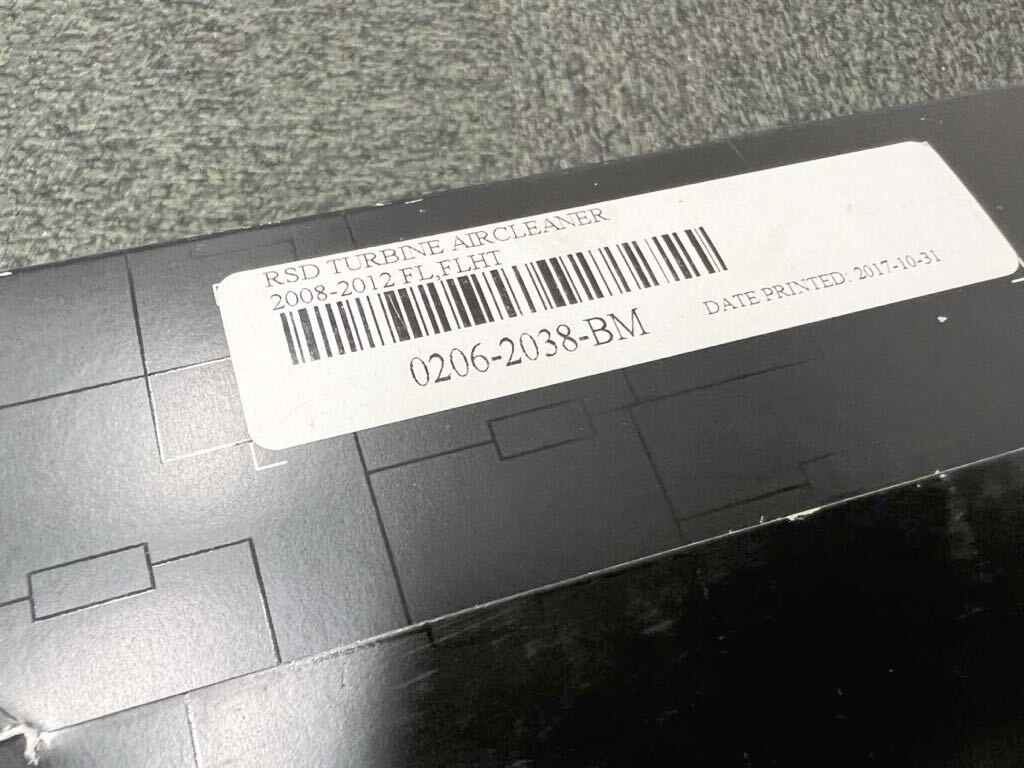 RSD TURBINE AIRCLEANER
2008-2012 FL,FLHT
0206-2038-BM
DATE PRINTED: 2017-10-31